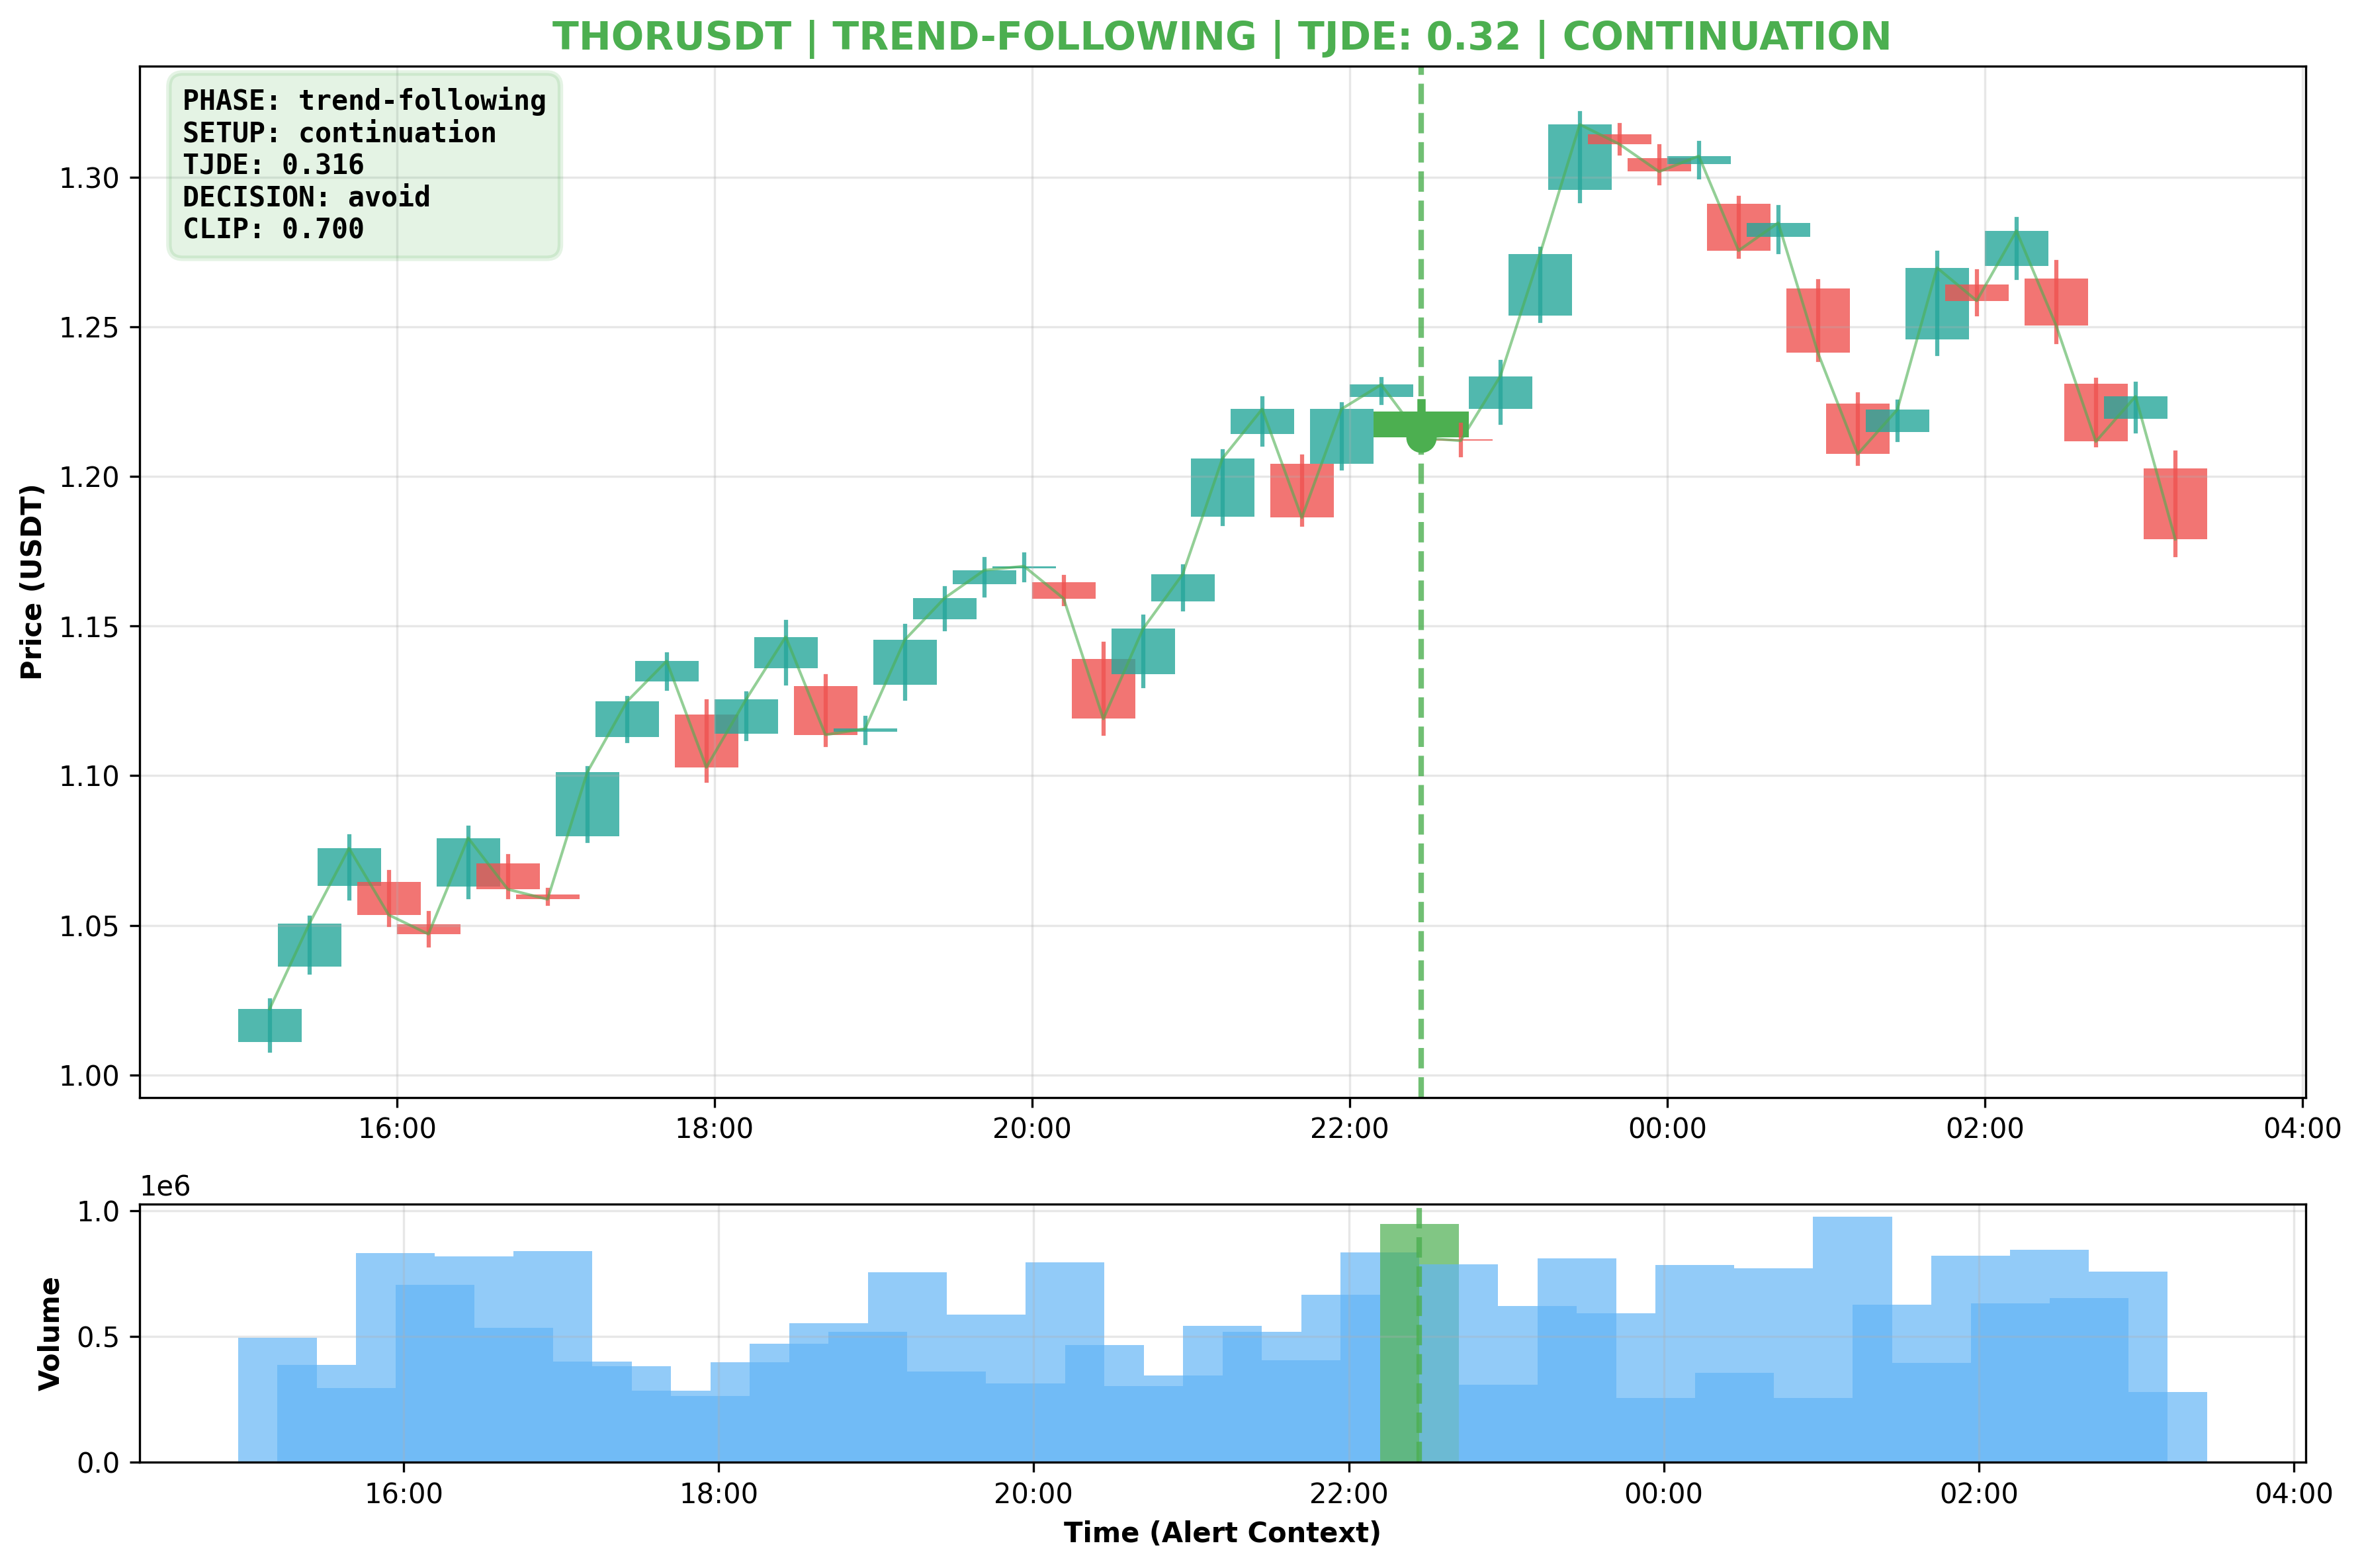 THORUSDT | TREND-FOLLOWING | TJDE: 0.32 | CONTINUATION
PHASE: trend-following
SETUP: continuation
TJDE: 0.316
DECISION: avoid
CLIP: 0.700
Price (USDT)
1.30
1.25
1.20
1.15
1.10
1.05
1.00
16:00 18:00 20:00 22:00 00:00 02:00 04:00
1e6
Volume
1.0
0.5
0.0
16:00 18:00 20:00 22:00 00:00 02:00 04:00
Time (Alert Context)